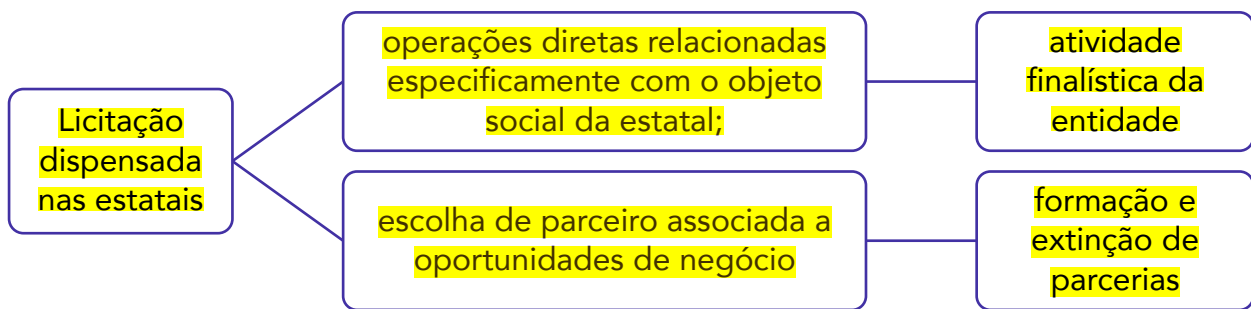 Licitação
dispensada
nas estatais
operações diretas relacionadas
especificamente com o objeto
social da estatal;
atividade
finalística da
entidade
escolha de parceiro associada a
oportunidades de negócio
formação e
extinção de
parcerias